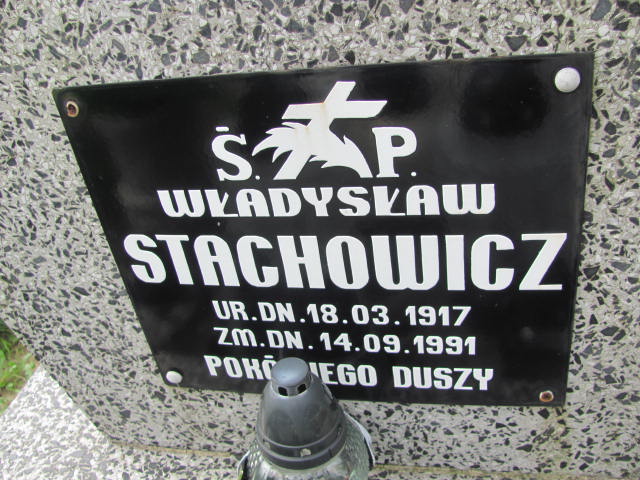 Ś. P.
WŁADYSŁAW
STACHOWICZ
UR. DN. 18.03.1917
ZM. DN. 14.09.1991
DUSZY